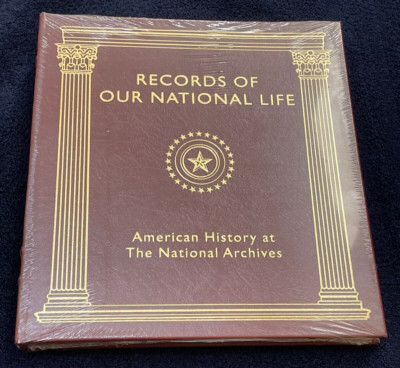 RECORDS OF
OUR NATIONAL LIFE
American History at
The National Archives